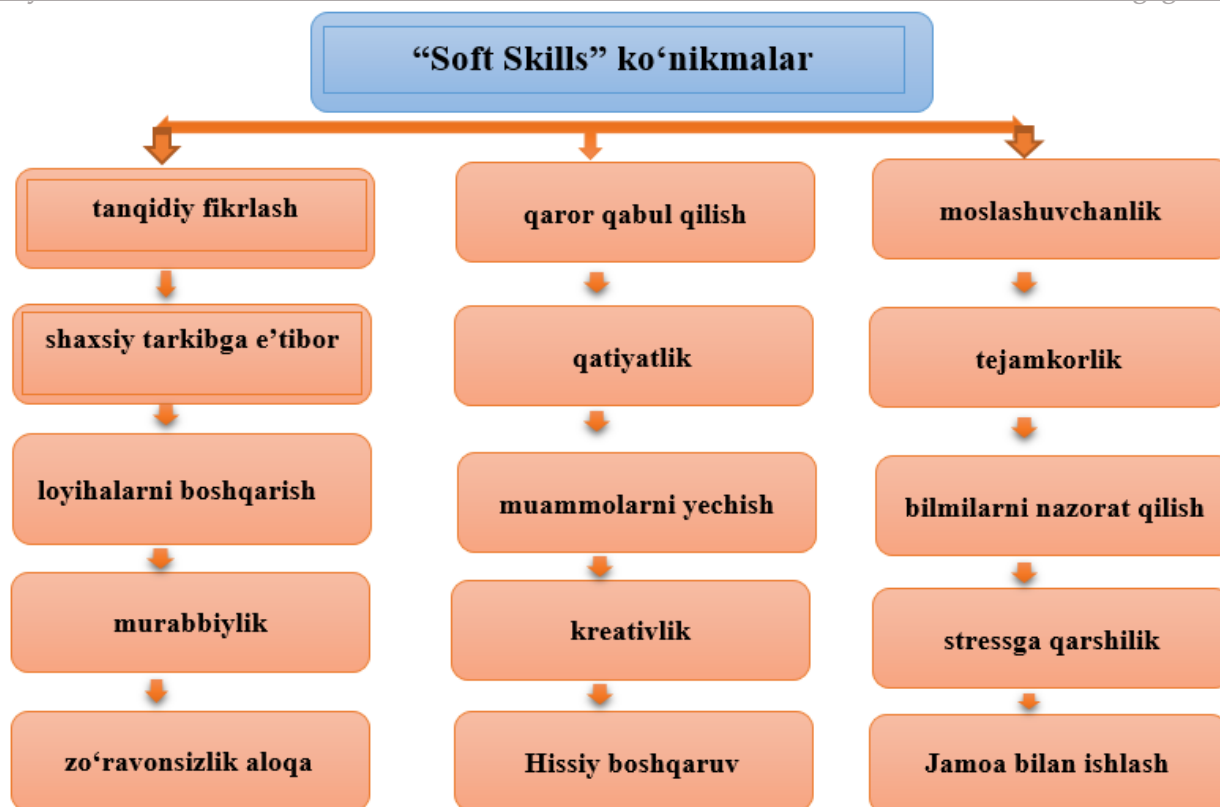 “Soft Skills” ko‘nikmalar
tanqidiy fikrlash
shaxsiy tarkibga e’tibor
loyihalarni boshqarish
murabbiylik
zo‘ravonsizlik aloqa
qaror qabul qilish
qatiyatlik
muammolarni yechish
kreativlik
Hissiy boshqaruv
moslashuvchanlik
tejamkorlik
bilmilarni nazorat qilish
stressga qarshilik
Jamoa bilan ishlash